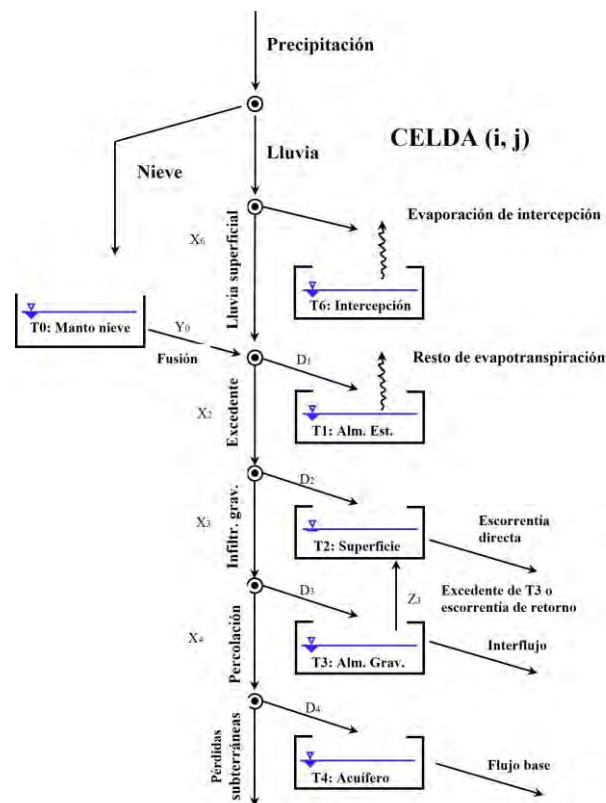 Precipitación
CELDA (i, j)
Lluvia
Nieve
Evaporación de intercepción
X6
Lluvia superficial
T6: Intercepción
T0: Manto nieve
Y0
Fusión
D1
Resto de evapotranspiración
X2
Excedente
T1: Alm. Est.
D2
X3
Infiltr. grav.
T2: Superficie
Escorrentía
directa
D3
Z3
Excedente de T3 o
escorrentía de retorno
X4
Percolación
T3: Alm. Grav.
Interflujo
D4
Pérdidas
subterráneas
T4: Acuífero
Flujo base